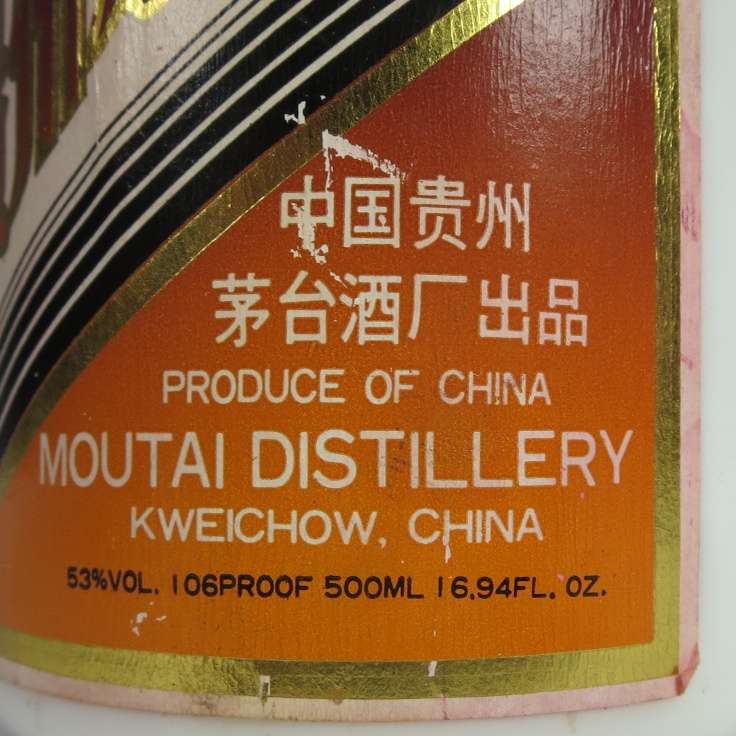 中国贵州
茅台酒厂出品
PRODUCE OF CHINA
MOUTAI DISTILLERY
KWEICHOW, CHINA
53%VOL. 106PROOF 500ML 16.94FL. OZ.